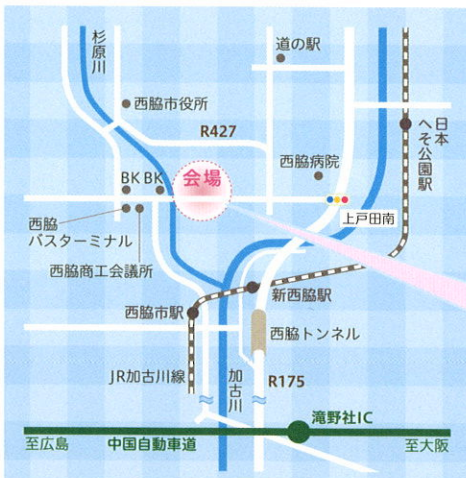 杉原川
道の駅
西脇市役所
R427
日本
へそ公園駅
西脇病院
BK
BK
会場
上戸田南
西脇
バスターミナル
西脇商工会議所
新西脇駅
西脇市駅
西脇トンネル
JR加古川線
加古川
R175
滝野社IC
至広島
中国自動車道
至大阪